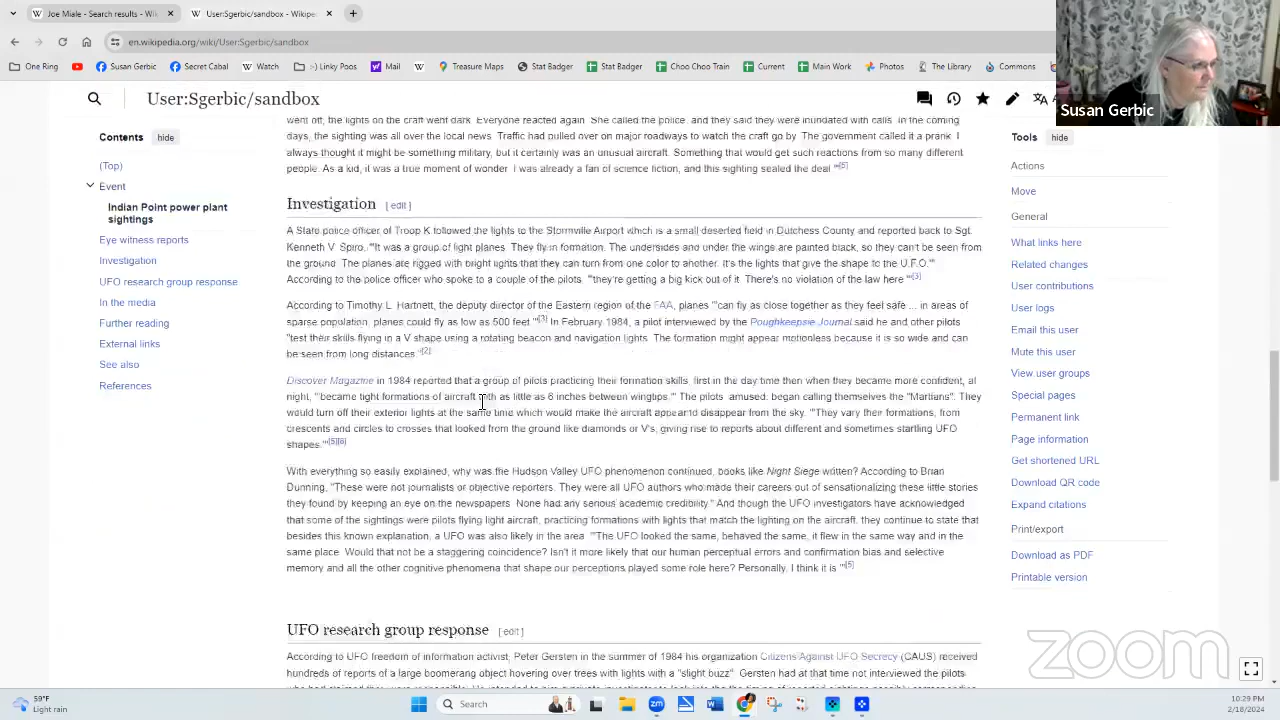 Joe Miale - Search results - Wiki
User:Sgerbic/sandbox - Wikipedia
en.wikipedia.org/wiki/User:Sgerbic/sandbox
One Ring Susan Gerbic Secret Cabal Watch :-) Linky Pooj Mail Treasure Maps Stat Badger Stat Badger Choo Choo Train Current Main Work Photos The Library Commons
Susan Gerbic
User:Sgerbic/sandbox
Contents hide
(Top)
Event
Indian Point power plant
sightings
Eye witness reports
Investigation
UFO research group response
In the media
Further reading
External links
See also
References
went off, the lights on the craft would dark. Everyone reacted again. She called the police, and they said they were inundated with calls. In the coming
days, the sighting was all over the local news. Traffic had pulled over on major roadways to watch the craft go by. The government called it a prank. I
always thought it might be something military, but it certainly was an unusual aircraft. Something that would get such reactions from so many different
people. As a kid, it was a true moment of wonder. I was already a fan of science fiction, and this sighting sealed the deal."[6]
Investigation [ edit ]
A State police officer of Troop K followed the lights to the Stormville Airport which is a small deserted field in Dutchess County and reported back to Sgt.
Kenneth V. Spiro. "'It was a group of light planes. They fly in formation. The undersides and under the wings are painted black, so they can't be seen from
the ground. The planes are rigged with bright lights that they can turn from one color to another. It's the lights that give the shape to the U.F.O.'"
According to the police officer who spoke to a couple of the pilots, "'they're getting a big kick out of it. There's no violation of the law here.'"[3]
According to Timothy L. Hartnett, the deputy director of the Eastern region of the FAA, planes "'can fly as close together as they feel safe ... in areas of
sparse population, planes could fly as low as 500 feet.'"[3] In February 1984, a pilot interviewed by the Poughkeepsie Journal said he and other pilots
"test their skills flying in a V shape using a rotating beacon and navigation lights. The formation might appear motionless because it is so wide and can
be seen from long distances."[2]
Discover Magazine in 1984 reported that a group of pilots practicing their formation skills, first in the day time then when they became more confident, at
night, "'became tight formations of aircraft with as little as 6 inches between wingtips.'" The pilots, amused, began calling themselves the "Martians". They
would turn off their exterior lights at the same time which would make the aircraft appear disappear from the sky. "'They vary their formations, from
crescents and circles to crosses that looked from the ground like diamonds or V's, giving rise to reports about different and sometimes startling UFO
shapes.'"[5][6]
With everything so easily explained, why was the Hudson Valley UFO phenomenon continued, books like Night Siege written? According to Brian
Dunning, "These were not journalists or objective reporters. They were all UFO authors who made their careers out of sensationalizing these little stories
they found by keeping an eye on the newspapers. None had any serious academic credibility." And though the UFO investigators have acknowledged
that some of the sightings were pilots flying light aircraft, practicing formations with lights that match the lighting on the aircraft, they continue to state that
besides this known explanation, a UFO was also likely in the area. "'The UFO looked the same, behaved the same, it flew in the same way and in the
same place. Would that not be a staggering coincidence? Isn't it more likely that our human perceptual errors and confirmation bias and selective
memory and all the other cognitive phenomena that shape our perceptions played some role here? Personally, I think it is.'"[5]
UFO research group response [ edit ]
According to UFO freedom of information activist, Peter Gersten in the summer of 1984 his organization Citizens Against UFO Secrecy (CAUS) received
hundreds of reports of a large boomerang object hovering over trees with lights and with a "slight buzz". Gersten had at that time not interviewed the pilots
Tools hide
Actions
Move
General
What links here
Related changes
User contributions
User logs
Email this user
Mute this user
View user groups
Special pages
Permanent link
Page information
Get shortened URL
Download QR code
Expand citations
Print/export
Download as PDF
Printable version
zoom
59°F
Light rain
Search
10:29 PM
2/18/2024